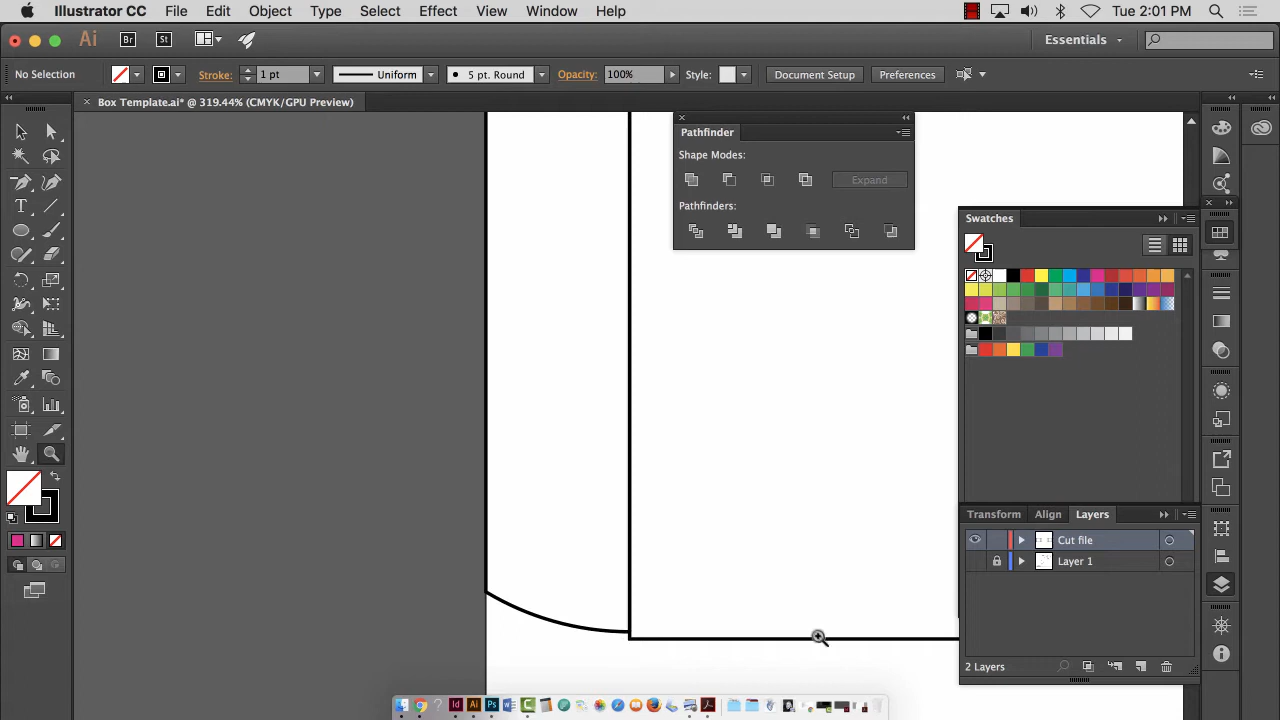 Illustrator CC File Edit Object Type Select Effect View Window Help Tue 2:01 PM
Ai Br St Essentials
No Selection Stroke: 1 pt Uniform 5 pt. Round Opacity: 100% Style: Document Setup Preferences
Box Template.ai* @ 319.44% (CMYK/GPU Preview)
Pathfinder
Shape Modes:
Expand
Pathfinders:
Swatches
Transform Align Layers
Cut file
Layer 1
2 Layers